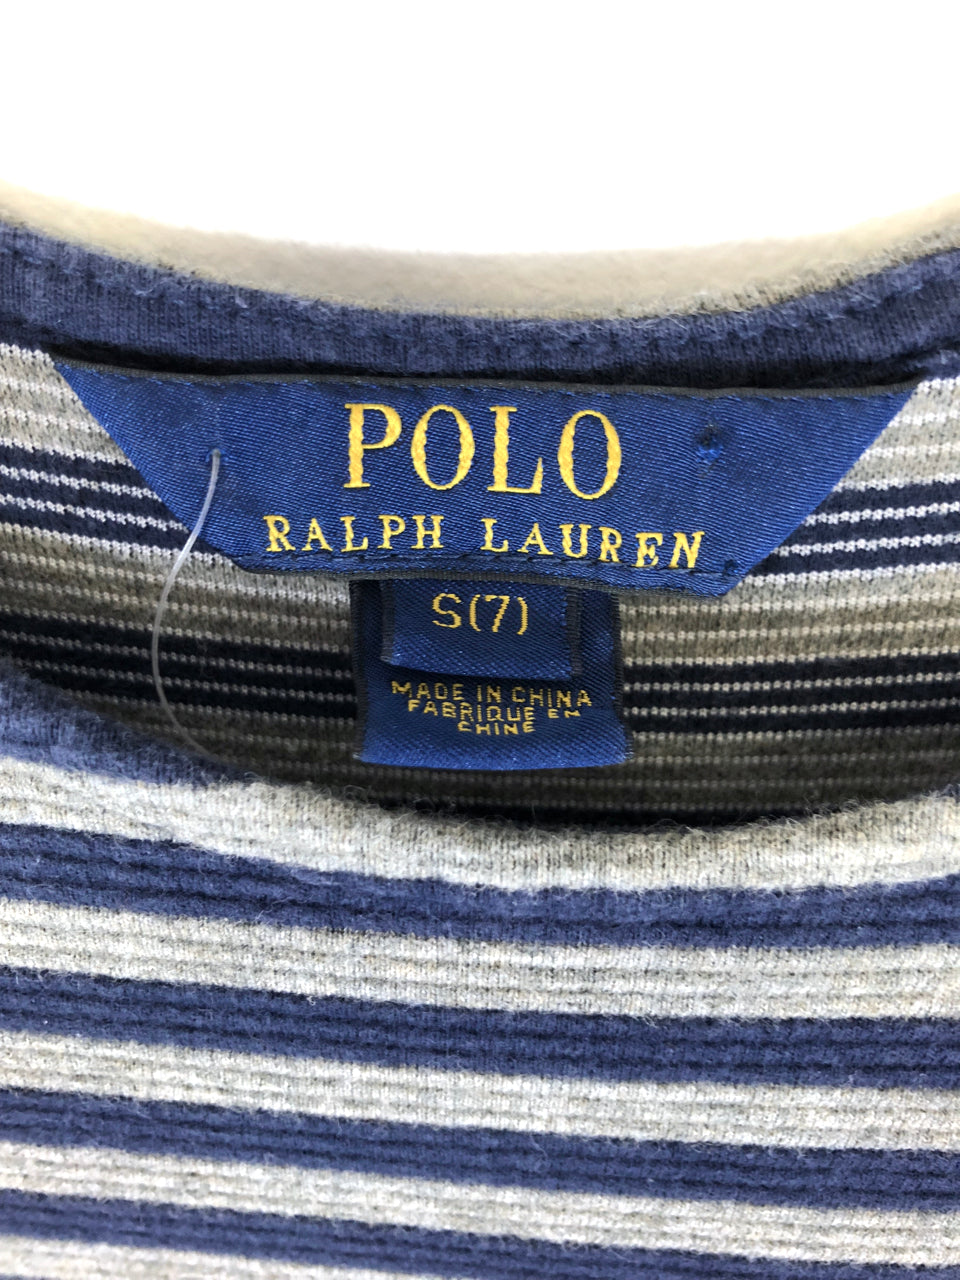 POLO
RALPH LAUREN
S(7)
MADE IN CHINA
FABRIQUE EN
CHINE